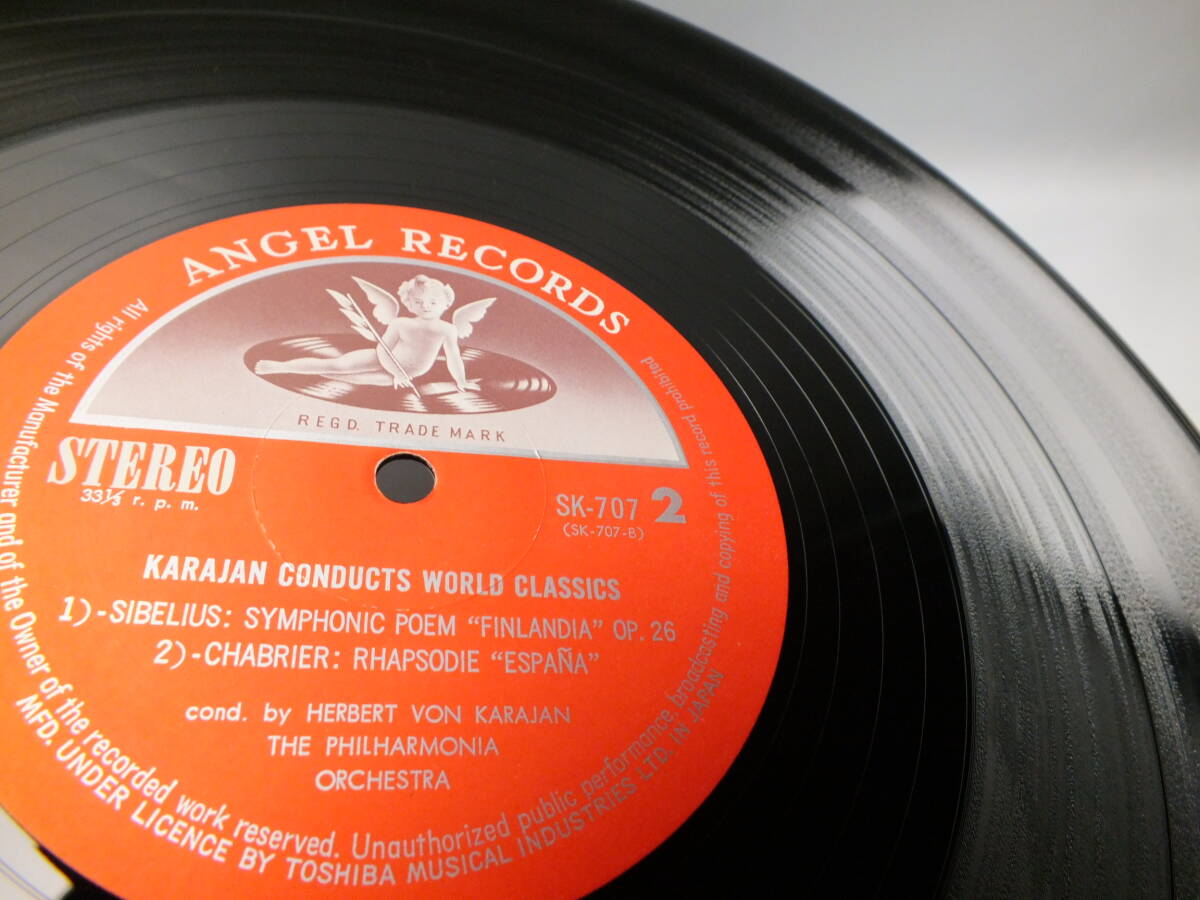 ANGEL RECORDS
REGD. TRADE MARK
STEREO
33⅓ r. p. m.
SK-707 2
(SK-707-B)
KARAJAN CONDUCTS WORLD CLASSICS
1)-SIBELIUS: SYMPHONIC POEM “FINLANDIA” OP. 26
2)-CHABRIER: RHAPSODIE “ESPAÑA”
cond. by HERBERT VON KARAJAN
THE PHILHARMONIA
ORCHESTRA
All rights of the Manufacturer and of the Owner of the recorded work reserved. Unauthorized public performance, broadcasting and copying of this record prohibited
MFD. UNDER LICENCE BY TOSHIBA MUSICAL INDUSTRIES LTD. IN JAPAN